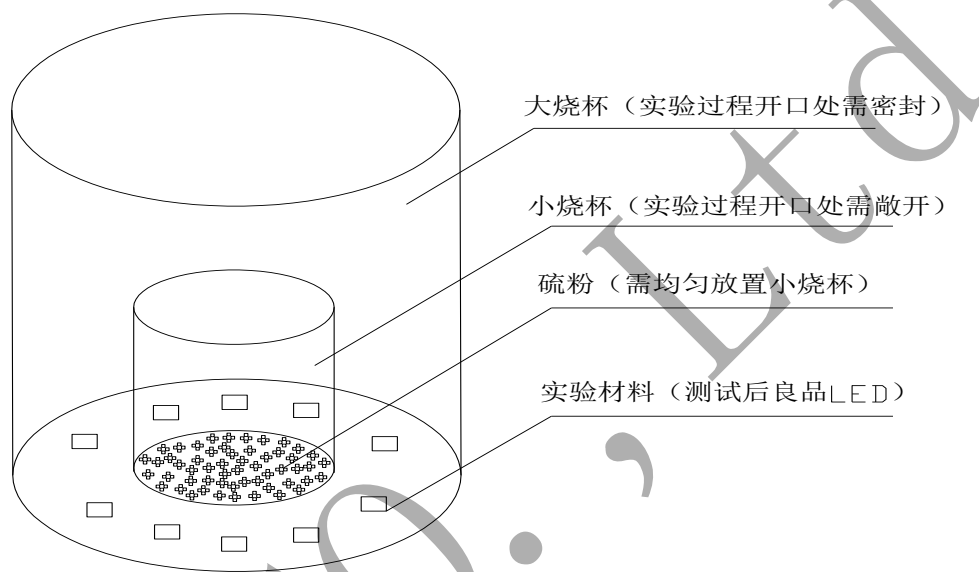 大烧杯（实验过程开口处需密封）
小烧杯（实验过程开口处需敞开）
硫粉（需均匀放置小烧杯）
实验材料（测试后良品LED）
o., Ltd